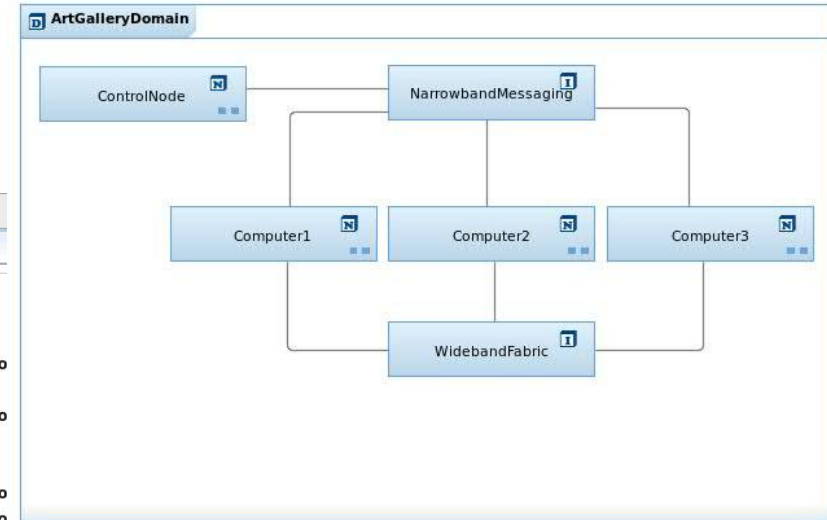 D ArtGalleryDomain
ControlNode N
NarrowbandMessaging I
Computer1 N
Computer2 N
Computer3 N
WidebandFabric I
o
o
o
o